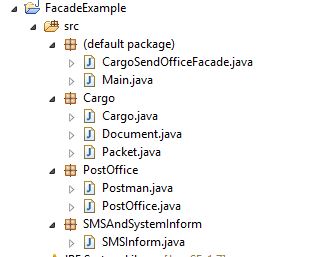 FacadeExample
src
(default package)
CargoSendOfficeFacade.java
Main.java
Cargo
Cargo.java
Document.java
Packet.java
PostOffice
Postman.java
PostOffice.java
SMSAndSystemInform
SMSInform.java